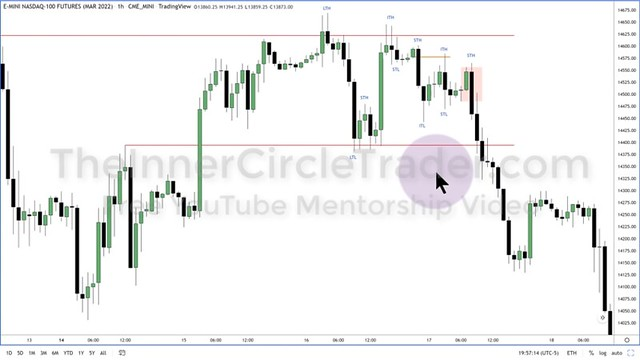 E-MINI NASDAQ-100 FUTURES (MAR 2022) 1h CME_MINI TradingView O13860.25 H13941.25 L13859.25 C13873.00
LTH
ITH
STH
STL
ITH
STH
STH
LTL
ITL
STL
TheInnerCircleTrader.com
YouTube Mentorship Video
14675.00
14650.00
14625.00
14600.00
14575.00
14550.00
14525.00
14500.00
14475.00
14450.00
14425.00
14400.00
14375.00
14350.00
14325.00
14300.00
14275.00
14250.00
14225.00
14200.00
14175.00
14150.00
14125.00
14100.00
14075.00
14050.00
14025.00
13 14 06:00 12:00 15 06:00 12:00 16 06:00 12:00 17 06:00 12:00 18 06:00
1D 5D 1M 3M 6M YTD 1Y 5Y All 19:57:14 (UTC-5) ETH % log auto